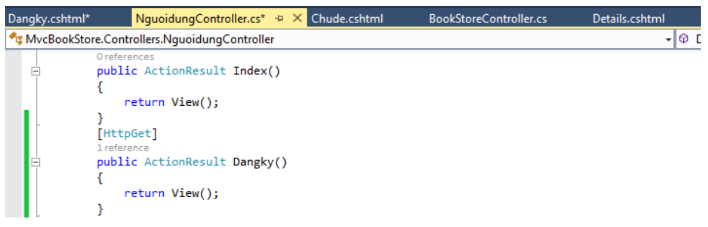 Dangky.cshtml* NguoidungController.cs* Chude.cshtml BookStoreController.cs Details.cshtml
MvcBookStore.Controllers.NguoidungController
0 references
public ActionResult Index()
{
return View();
}
[HttpGet]
1 reference
public ActionResult Dangky()
{
return View();
}